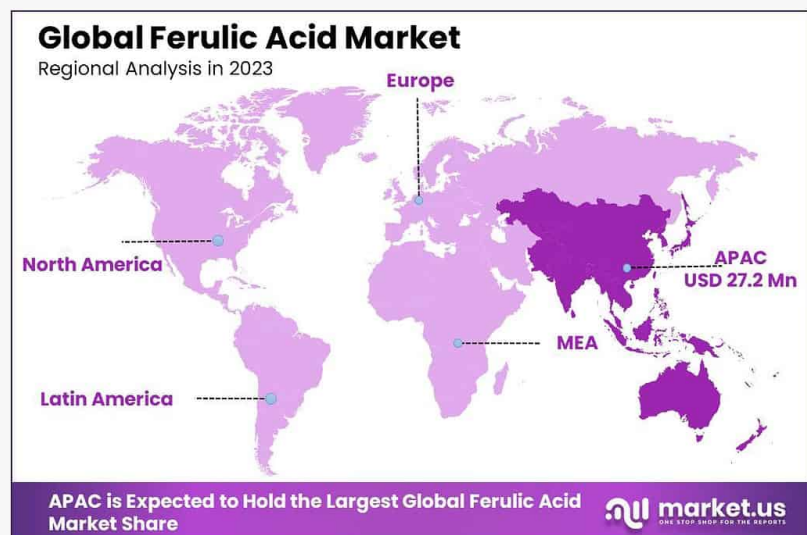 Global Ferulic Acid Market
Regional Analysis in 2023
Europe
North America
APAC
USD 27.2 Mn
MEA
Latin America
APAC is Expected to Hold the Largest Global Ferulic Acid
Market Share
market.us
ONE STOP SHOP FOR THE REPORTS